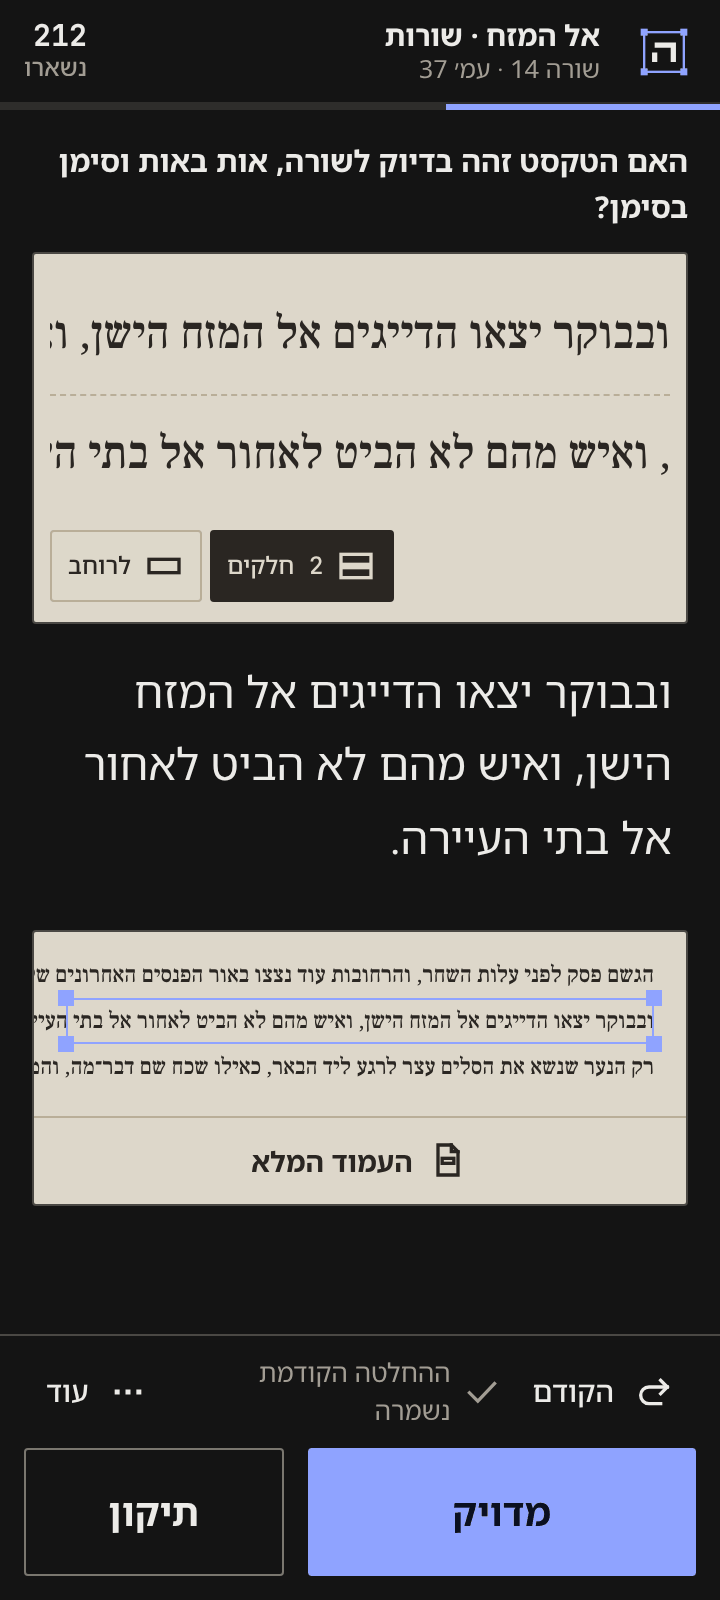 ה
אל המזח · שורות
שורה 14 · עמ׳ 37
212
נשארו
האם הטקסט זהה בדיוק לשורה, אות באות וסימן
בסימן?
ובבוקר יצאו הדייגים אל המזח הישן, ו
, ואיש מהם לא הביט לאחור אל בתי ה
2 חלקים
לרוחב
ובבוקר יצאו הדייגים אל המזח
הישן, ואיש מהם לא הביט לאחור
אל בתי העיירה.
הגשם פסק לפני עלות השחר, והרחובות עוד נצצו באור הפנסים האחרונים
ובבוקר יצאו הדייגים אל המזח הישן, ואיש מהם לא הביט לאחור אל בתי
רק הנער שנשא את הסלים עצר לרגע ליד הבאר, כאילו שכח שם דבר־מה,
העמוד המלא
הקודם
ההחלטה הקודמת
נשמרה
עוד
מדויק
תיקון